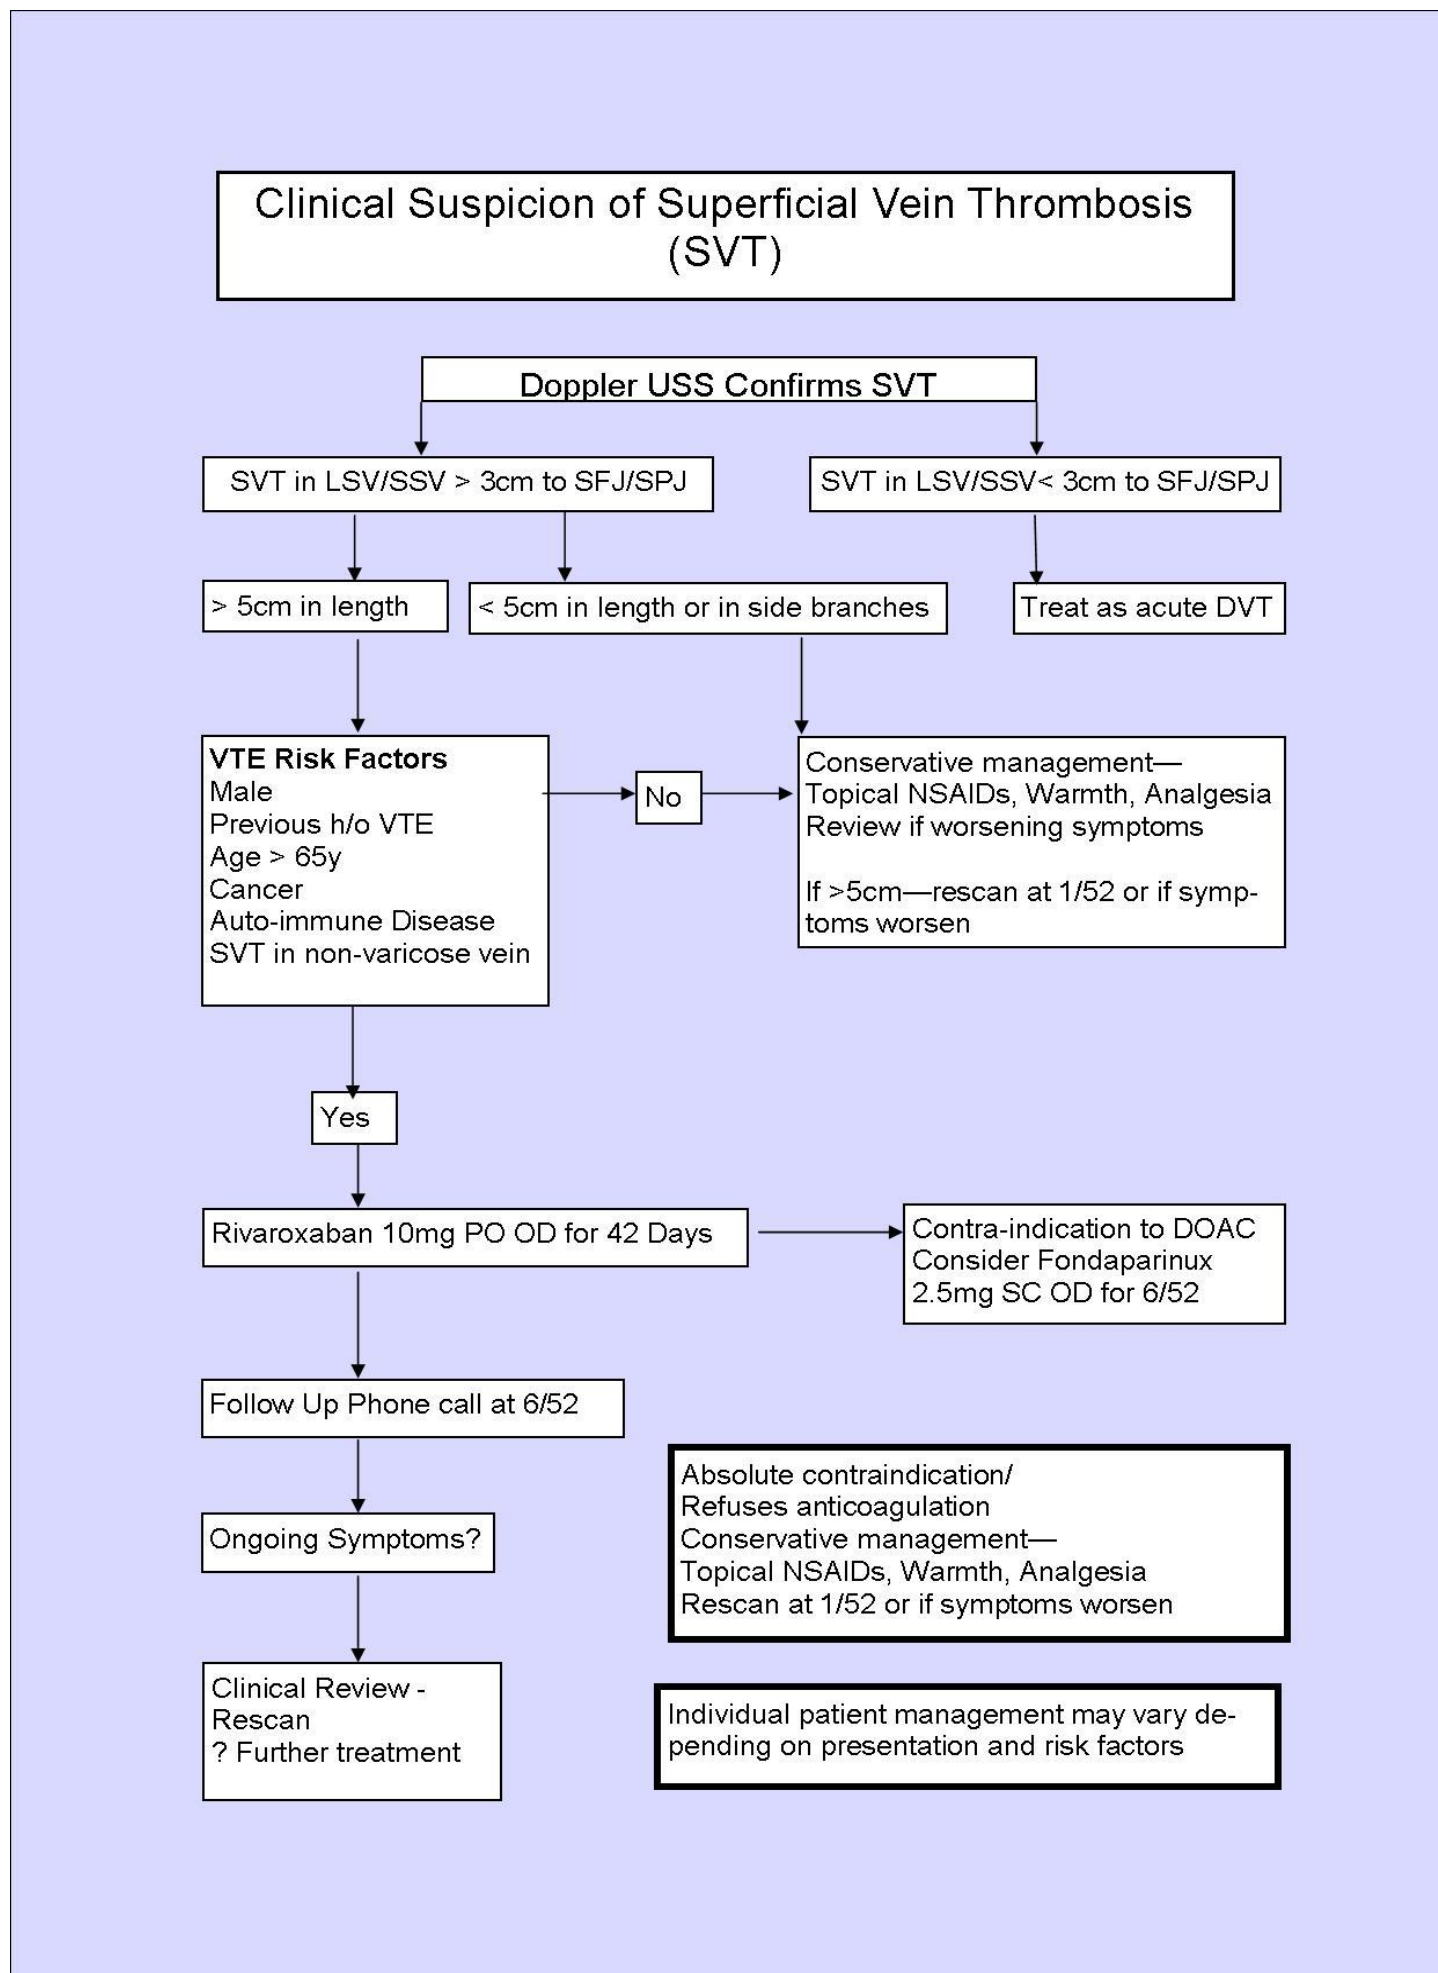 Clinical Suspicion of Superficial Vein Thrombosis
(SVT)
Doppler USS Confirms SVT
SVT in LSV/SSV > 3cm to SFJ/SPJ
SVT in LSV/SSV< 3cm to SFJ/SPJ
> 5cm in length
< 5cm in length or in side branches
Treat as acute DVT
VTE Risk Factors
Male
Previous h/o VTE
Age > 65y
Cancer
Auto-immune Disease
SVT in non-varicose vein
No
Conservative management—
Topical NSAIDs, Warmth, Analgesia
Review if worsening symptoms
If >5cm—rescan at 1/52 or if symp-
toms worsen
Yes
Rivaroxaban 10mg PO OD for 42 Days
Contra-indication to DOAC
Consider Fondaparinux
2.5mg SC OD for 6/52
Follow Up Phone call at 6/52
Ongoing Symptoms?
Absolute contraindication/
Refuses anticoagulation
Conservative management—
Topical NSAIDs, Warmth, Analgesia
Rescan at 1/52 or if symptoms worsen
Clinical Review -
Rescan
? Further treatment
Individual patient management may vary de-
pending on presentation and risk factors